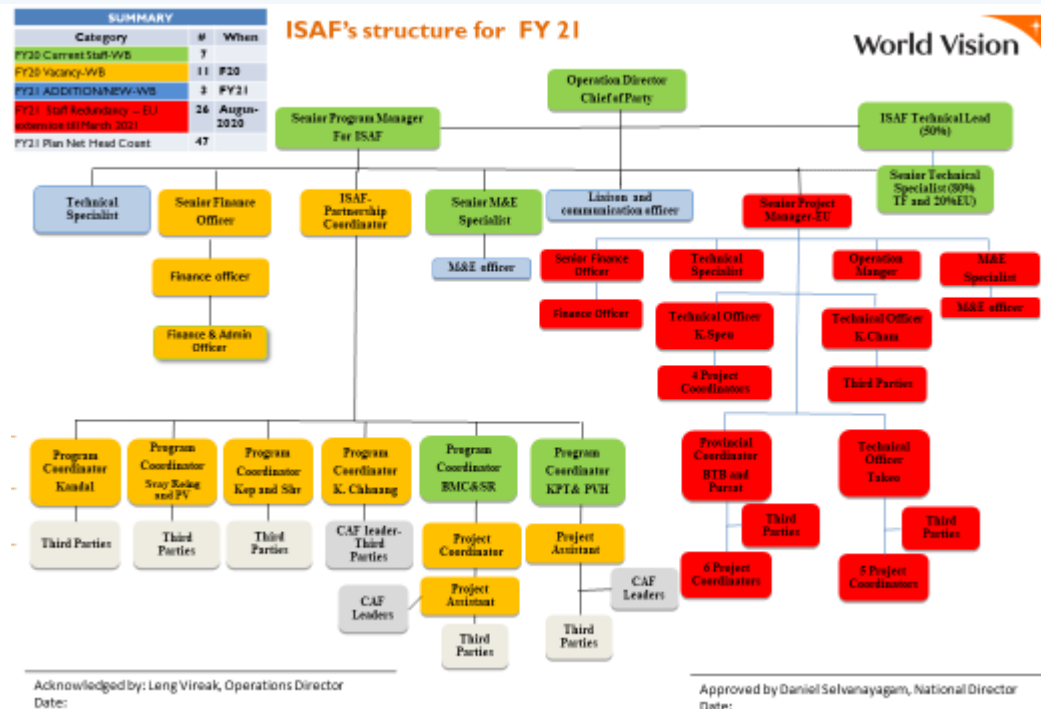 SUMMARY
Category # When
FY20 Current Staff-WB 7
FY20 Vacancy-WB 11 F20
FY21 ADDITION/NEW-WB 3 FY21
FY21 Staff Redundancy – EU 26 Augus-
extension till March 2021 2020
FY21 Plan Net Head Count 47
ISAF's structure for FY 21
World Vision
Operation Director
Chief of Party
Senior Program Manager
For ISAF
ISAF Technical Lead
(50%)
Senior Technical
Specialist (80%
TF and 20%EU)
Technical
Specialist
Senior Finance
Officer
ISAF-
Partnership
Coordinator
Senior M&E
Specialist
Liaison and
communication officer
Senior Project
Manager-EU
Finance officer
M&E officer
Senior Finance
Officer
Technical
Specialist
Operation
Manger
M&E
Specialist
Finance & Admin
Officer
Finance Officer
Technical Officer
K.Speu
Technical Officer
K.Cham
M&E officer
4 Project
Coordinators
Third Parties
Program
Coordinator
Kandal
Program
Coordinator
Svay Reing
and PV
Program
Coordinator
Kep and Shv
Program
Coordinator
K. Chhnang
Program
Coordinator
BMC&SR
Program
Coordinator
KPT& PVH
Provincial
Coordinator
BTB and
Pursat
Technical
Officer
Takeo
Third Parties
Third
Parties
Third
Parties
CAF leader-
Third
Parties
Project
Coordinator
Project
Assistant
Third
Parties
Third
Parties
CAF
Leaders
Project
Assistant
CAF
Leaders
6 Project
Coordinators
5 Project
Coordinators
Third
Parties
Third
Parties
Acknowledged by: Leng Vireak, Operations Director
Date:
Approved by Daniel Selvanayagam, National Director
Date: